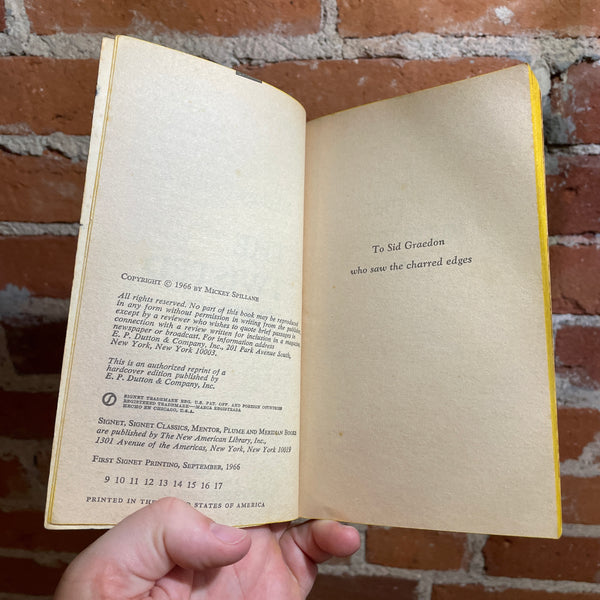 COPYRIGHT © 1966 BY MICKEY SPILLANE
All rights reserved. No part of this book may be reproduced
in any form without permission in writing from the publisher,
except by a reviewer who wishes to quote brief passages in
connection with a review written for inclusion in a magazine,
newspaper or broadcast. For information address
E. P. Dutton & Company, Inc., 201 Park Avenue South,
New York, New York 10003.
This is an authorized reprint of a
hardcover edition published by
E. P. Dutton & Company, Inc.
SIGNET TRADEMARK REG. U.S. PAT. OFF. AND FOREIGN COUNTRIES
REGISTERED TRADEMARK—MARCA REGISTRADA
HECHO EN CHICAGO, U.S.A.
SIGNET, SIGNET CLASSICS, MENTOR, PLUME AND MERIDIAN BOOKS
are published by The New American Library, Inc.,
1301 Avenue of the Americas, New York, New York 10019
FIRST SIGNET PRINTING, SEPTEMBER, 1966
9 10 11 12 13 14 15 16 17
PRINTED IN THE STATES OF AMERICA
To Sid Graedon
who saw the charred edges